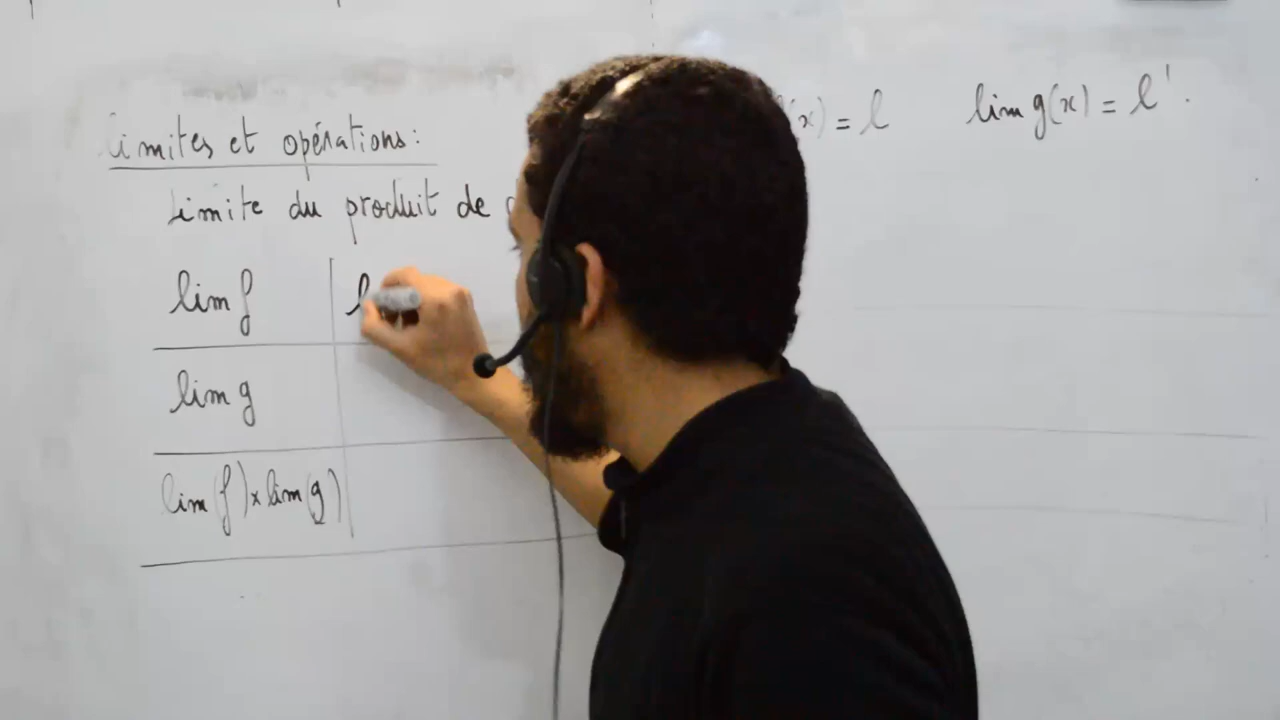 limites et opérations: (x) = l lim g(x) = l'.
Limite du produit de
lim f l
lim g
lim(f) x lim(g)